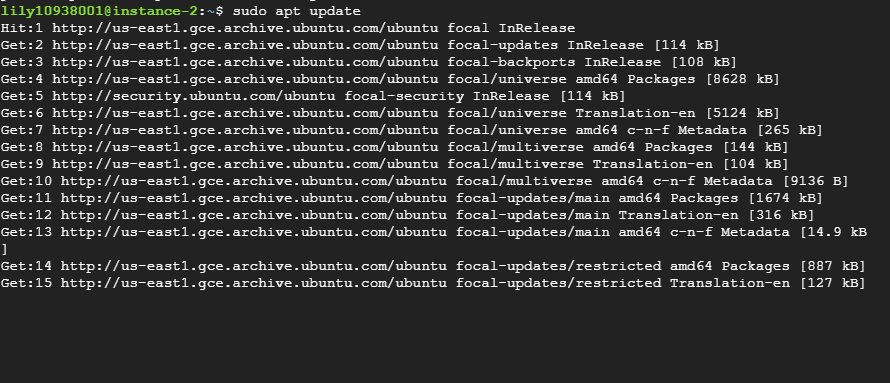 lily10938001@instance-2:~$ sudo apt update
Hit:1 http://us-east1.gce.archive.ubuntu.com/ubuntu focal InRelease
Get:2 http://us-east1.gce.archive.ubuntu.com/ubuntu focal-updates InRelease [114 kB]
Get:3 http://us-east1.gce.archive.ubuntu.com/ubuntu focal-backports InRelease [108 kB]
Get:4 http://us-east1.gce.archive.ubuntu.com/ubuntu focal/universe amd64 Packages [8628 kB]
Get:5 http://security.ubuntu.com/ubuntu focal-security InRelease [114 kB]
Get:6 http://us-east1.gce.archive.ubuntu.com/ubuntu focal/universe Translation-en [5124 kB]
Get:7 http://us-east1.gce.archive.ubuntu.com/ubuntu focal/universe amd64 c-n-f Metadata [265 kB]
Get:8 http://us-east1.gce.archive.ubuntu.com/ubuntu focal/multiverse amd64 Packages [144 kB]
Get:9 http://us-east1.gce.archive.ubuntu.com/ubuntu focal/multiverse Translation-en [104 kB]
Get:10 http://us-east1.gce.archive.ubuntu.com/ubuntu focal/multiverse amd64 c-n-f Metadata [9136 B]
Get:11 http://us-east1.gce.archive.ubuntu.com/ubuntu focal-updates/main amd64 Packages [1674 kB]
Get:12 http://us-east1.gce.archive.ubuntu.com/ubuntu focal-updates/main Translation-en [316 kB]
Get:13 http://us-east1.gce.archive.ubuntu.com/ubuntu focal-updates/main amd64 c-n-f Metadata [14.9 kB
]
Get:14 http://us-east1.gce.archive.ubuntu.com/ubuntu focal-updates/restricted amd64 Packages [887 kB]
Get:15 http://us-east1.gce.archive.ubuntu.com/ubuntu focal-updates/restricted Translation-en [127 kB]